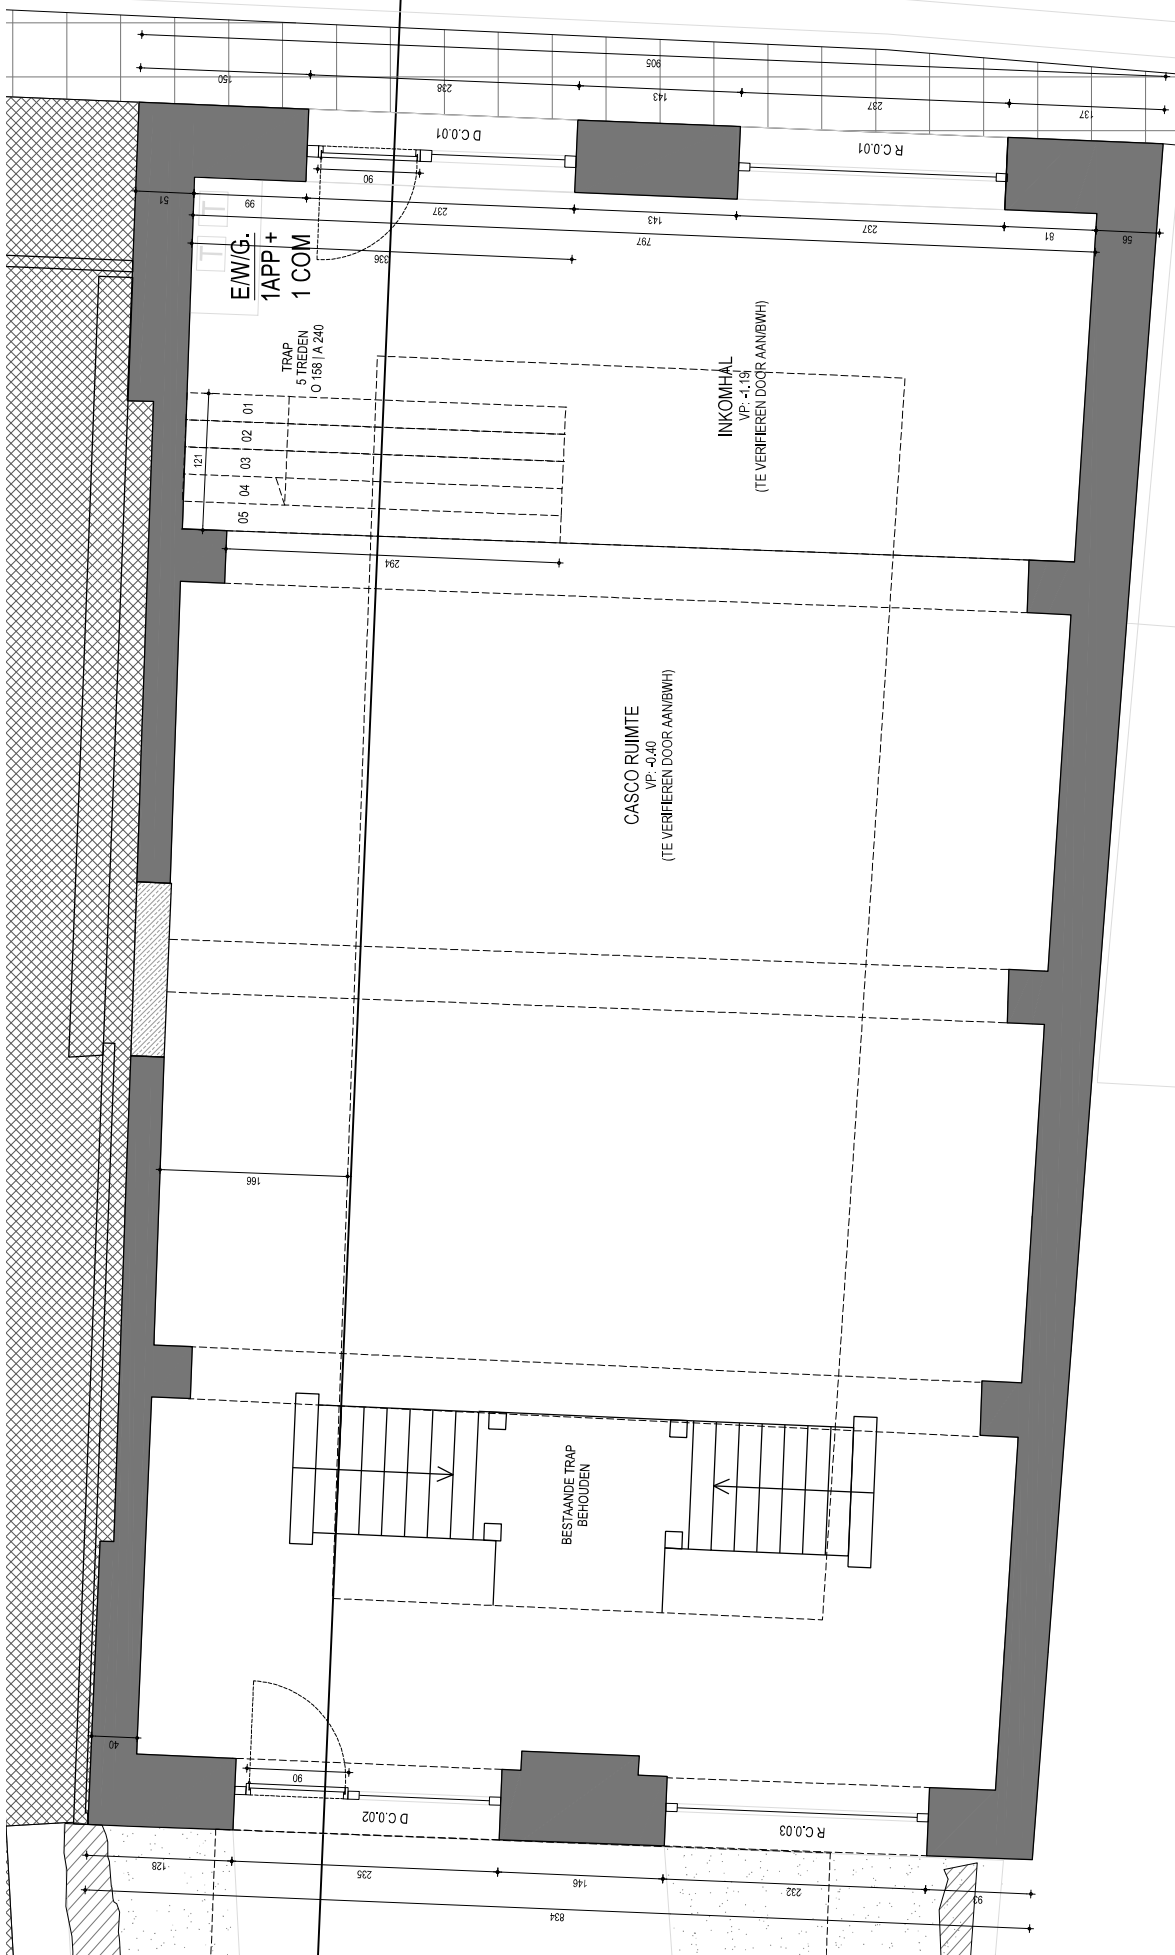 905
150
238
143
237
137
D C.0.01
R C.0.01
90
51
99
237
143
237
81
56
797
336
T
T
E/W/G.
1APP+
1 COM
TRAP
5 TREDEN
O 158 | A 240
01
02
03
04
05
121
294
INKOMHAL
VP: -1.19
(TE VERIFIEREN DOOR AAN/BWH)
CASCO RUIMTE
VP: -0.40
(TE VERIFIEREN DOOR AAN/BWH)
166
BESTAANDE TRAP
BEHOUDEN
40
90
D C.0.02
R C.0.03
128
235
146
232
93
834